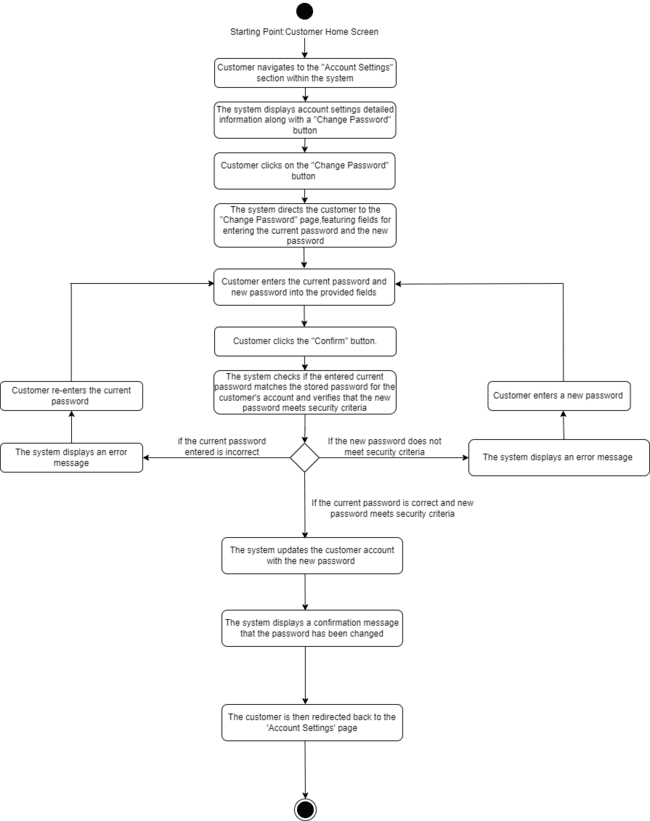 Starting Point:Customer Home Screen
Customer navigates to the "Account Settings"
section within the system
The system displays account settings detailed
information along with a "Change Password"
button
Customer clicks on the "Change Password"
button
The system directs the customer to the
"Change Password" page,featuring fields for
entering the current password and the new
password
Customer enters the current password and
new password into the provided fields
Customer clicks the "Confirm" button.
The system checks if the entered current
password matches the stored password for the
customer's account and verifies that the new
password meets security criteria
Customer re-enters the current
password
Customer enters a new password
The system displays an error
message
if the current password
entered is incorrect
If the new password does not
meet security criteria
The system displays an error message
If the current password is correct and new
password meets security criteria
The system updates the customer account
with the new password
The system displays a confirmation message
that the password has been changed
The customer is then redirected back to the
'Account Settings' page